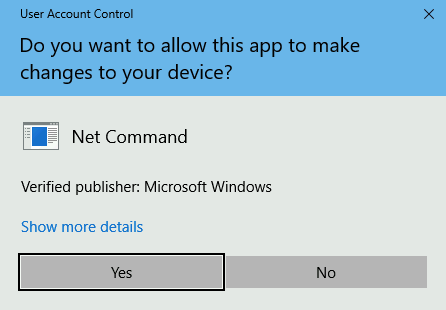 User Account Control
Do you want to allow this app to make
changes to your device?
Net Command
Verified publisher: Microsoft Windows
Show more details
Yes
No